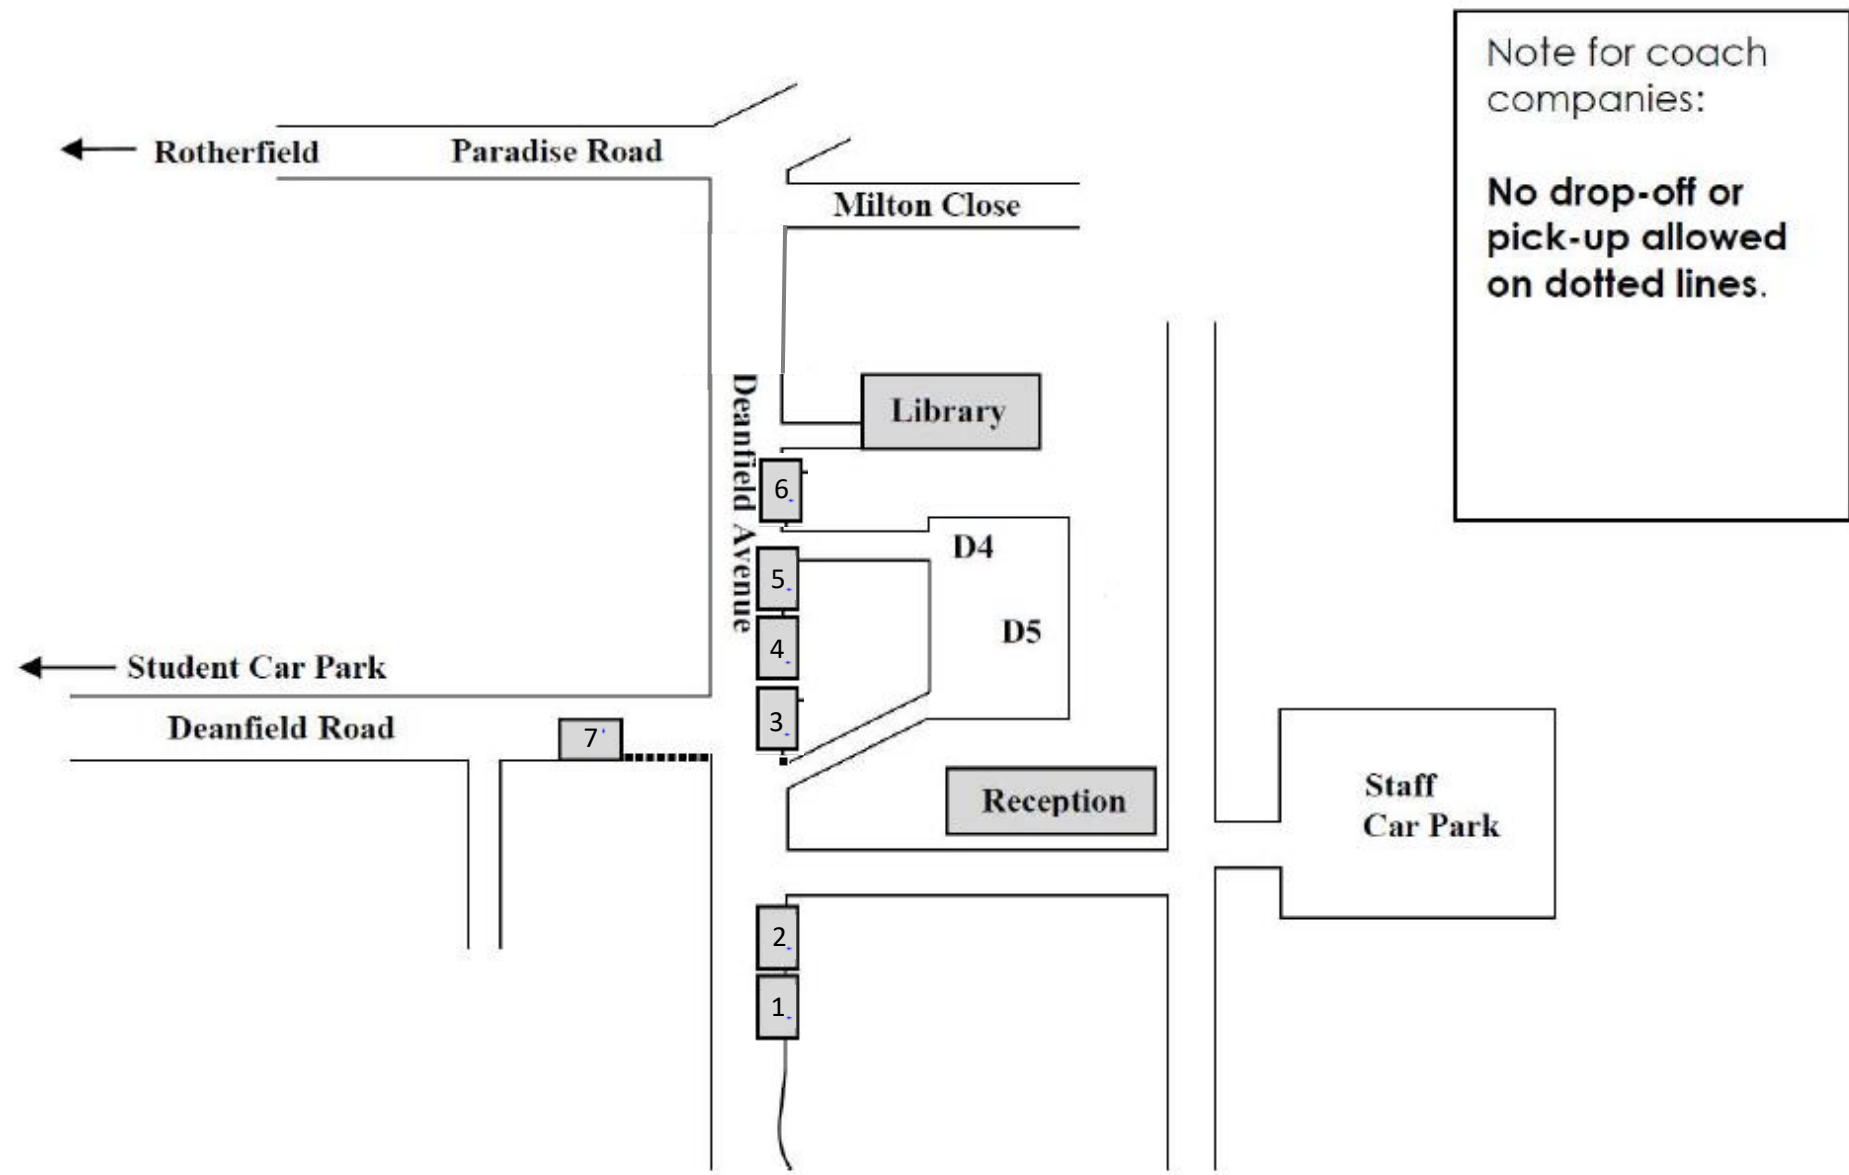 Note for coach
companies:
No drop-off or
pick-up allowed
on dotted lines.
Rotherfield
Paradise Road
Milton Close
Deanfield Avenue
Library
6
D4
5
D5
4
Student Car Park
3
Deanfield Road
7
Reception
Staff
Car Park
2
1